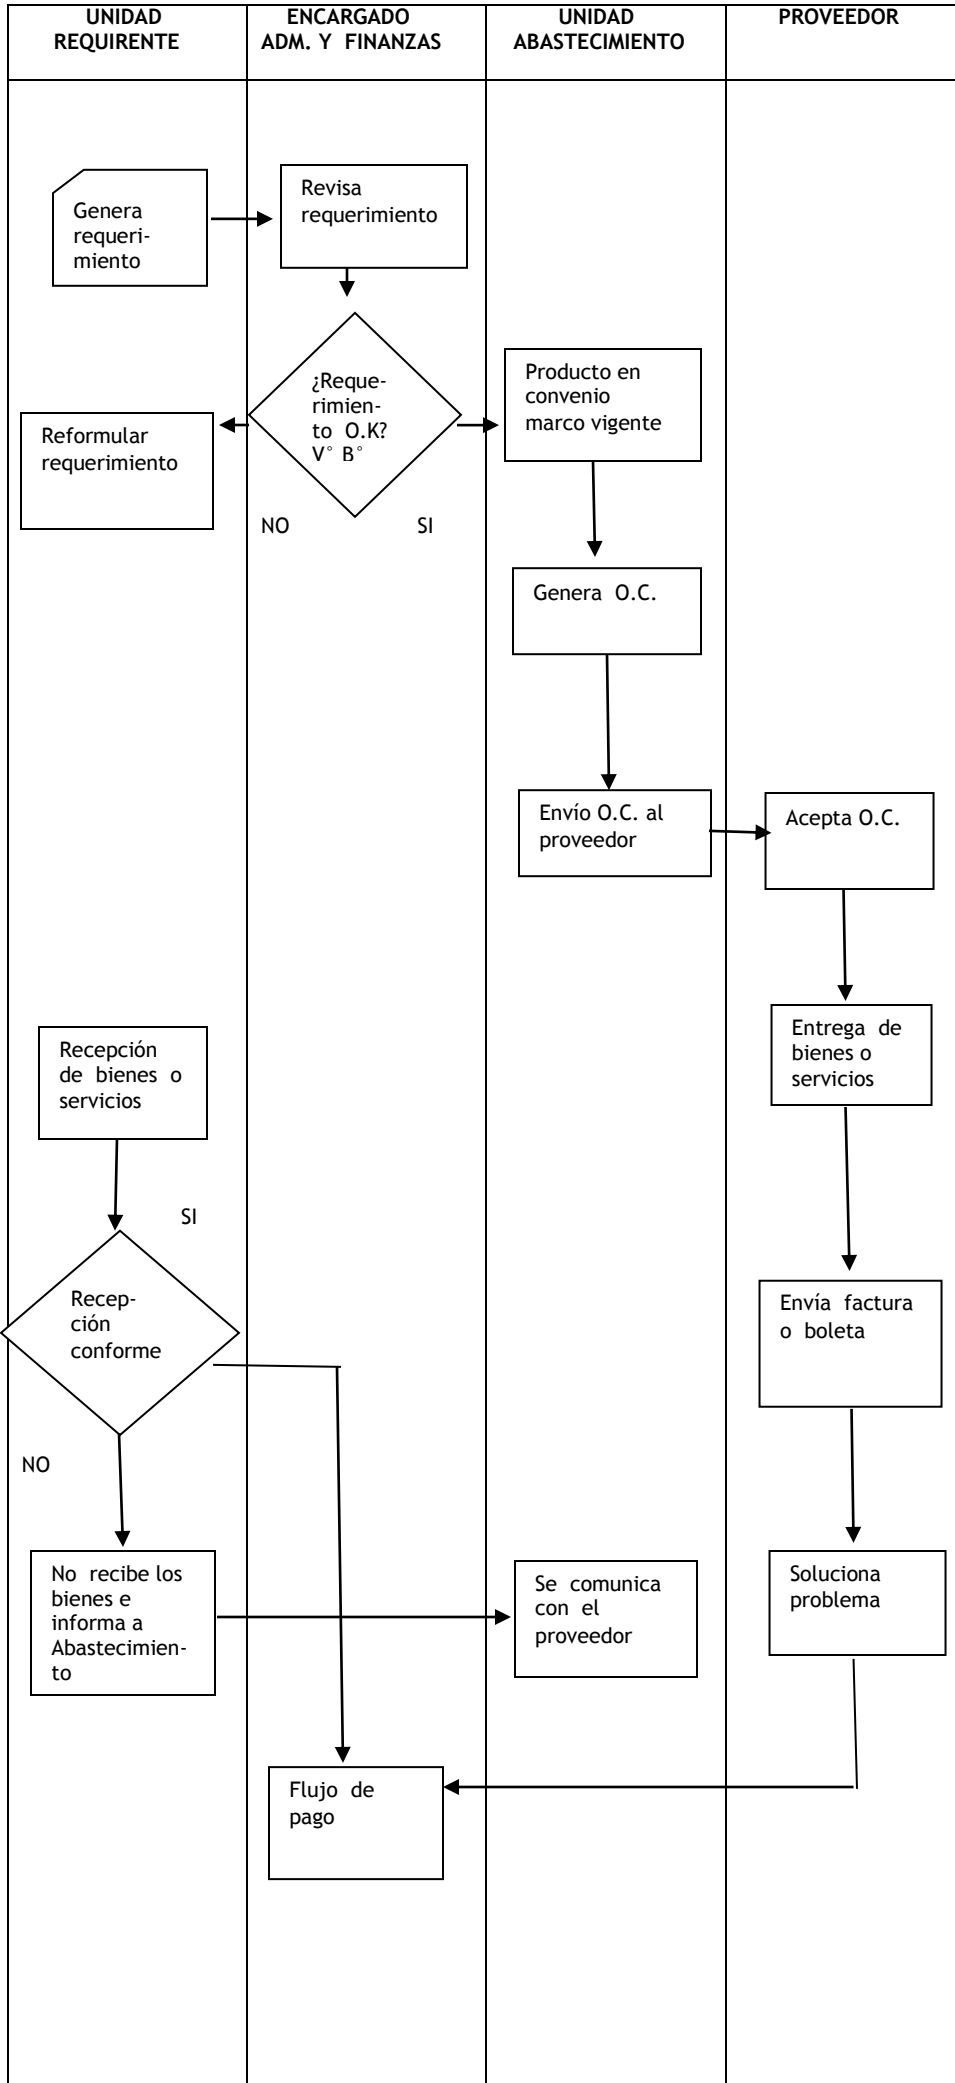 UNIDAD
REQUIRENTE
ENCARGADO
ADM. Y FINANZAS
UNIDAD
ABASTECIMIENTO
PROVEEDOR
Genera
requeri-
miento
Revisa
requerimiento
¿Reque-
rimien-
to O.K?
V° B°
Producto en
convenio
marco vigente
Reformular
requerimiento
NO
SI
Genera O.C.
Envío O.C. al
proveedor
Acepta O.C.
Entrega de
bienes o
servicios
Recepción
de bienes o
servicios
SI
Recep-
ción
conforme
Envía factura
o boleta
NO
No recibe los
bienes e
informa a
Abastecimien-
to
Se comunica
con el
proveedor
Soluciona
problema
Flujo de
pago